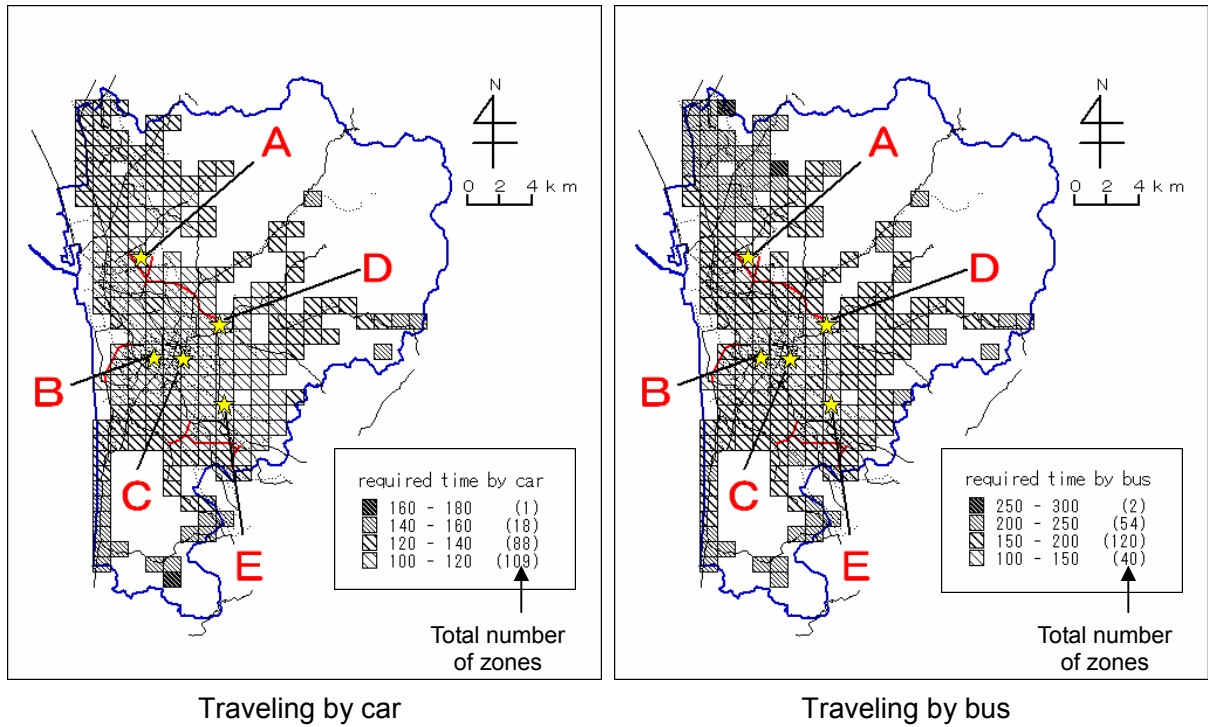 N
0 2 4 km
A
D
B
C
E
required time by car
160 - 180 (1)
140 - 160 (18)
120 - 140 (88)
100 - 120 (109)
Total number
of zones
Traveling by car
N
0 2 4 km
A
D
B
C
E
required time by bus
250 - 300 (2)
200 - 250 (54)
150 - 200 (120)
100 - 150 (40)
Total number
of zones
Traveling by bus